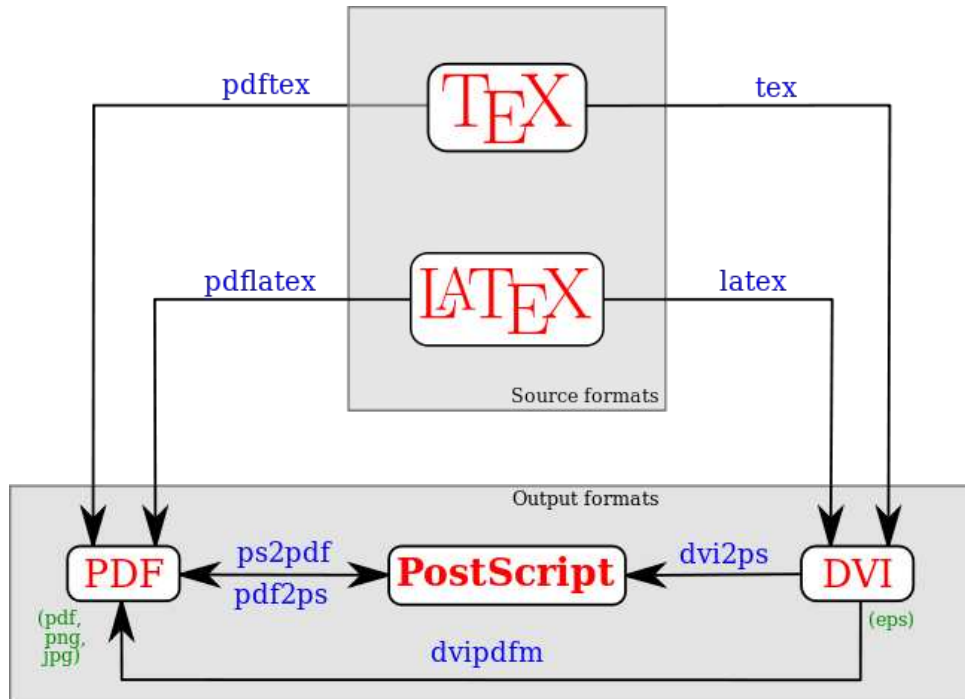 pdftex
TEX
tex
pdflatex
LATEX
latex
Source formats
Output formats
PDF
ps2pdf
pdf2ps
PostScript
dvi2ps
DVI
(pdf,
png,
jpg)
(eps)
dvipdfm